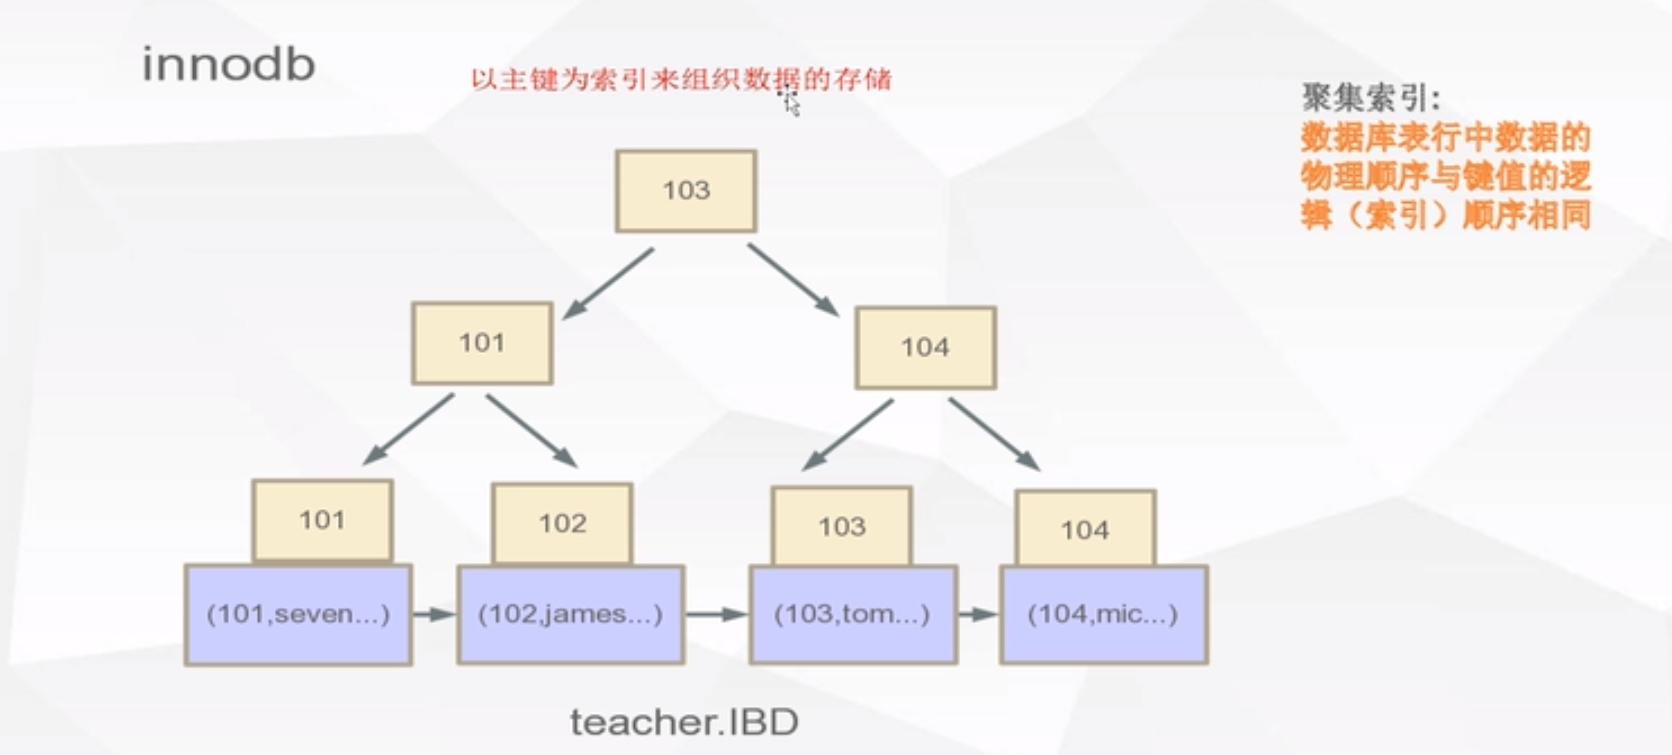 innodb
以主键为索引来组织数据的存储
聚集索引:
数据库表行中数据的
物理顺序与键值的逻
辑（索引）顺序相同
103
101
104
101
102
103
104
(101,seven...)
(102,james...)
(103,tom...)
(104,mic...)
teacher.IBD